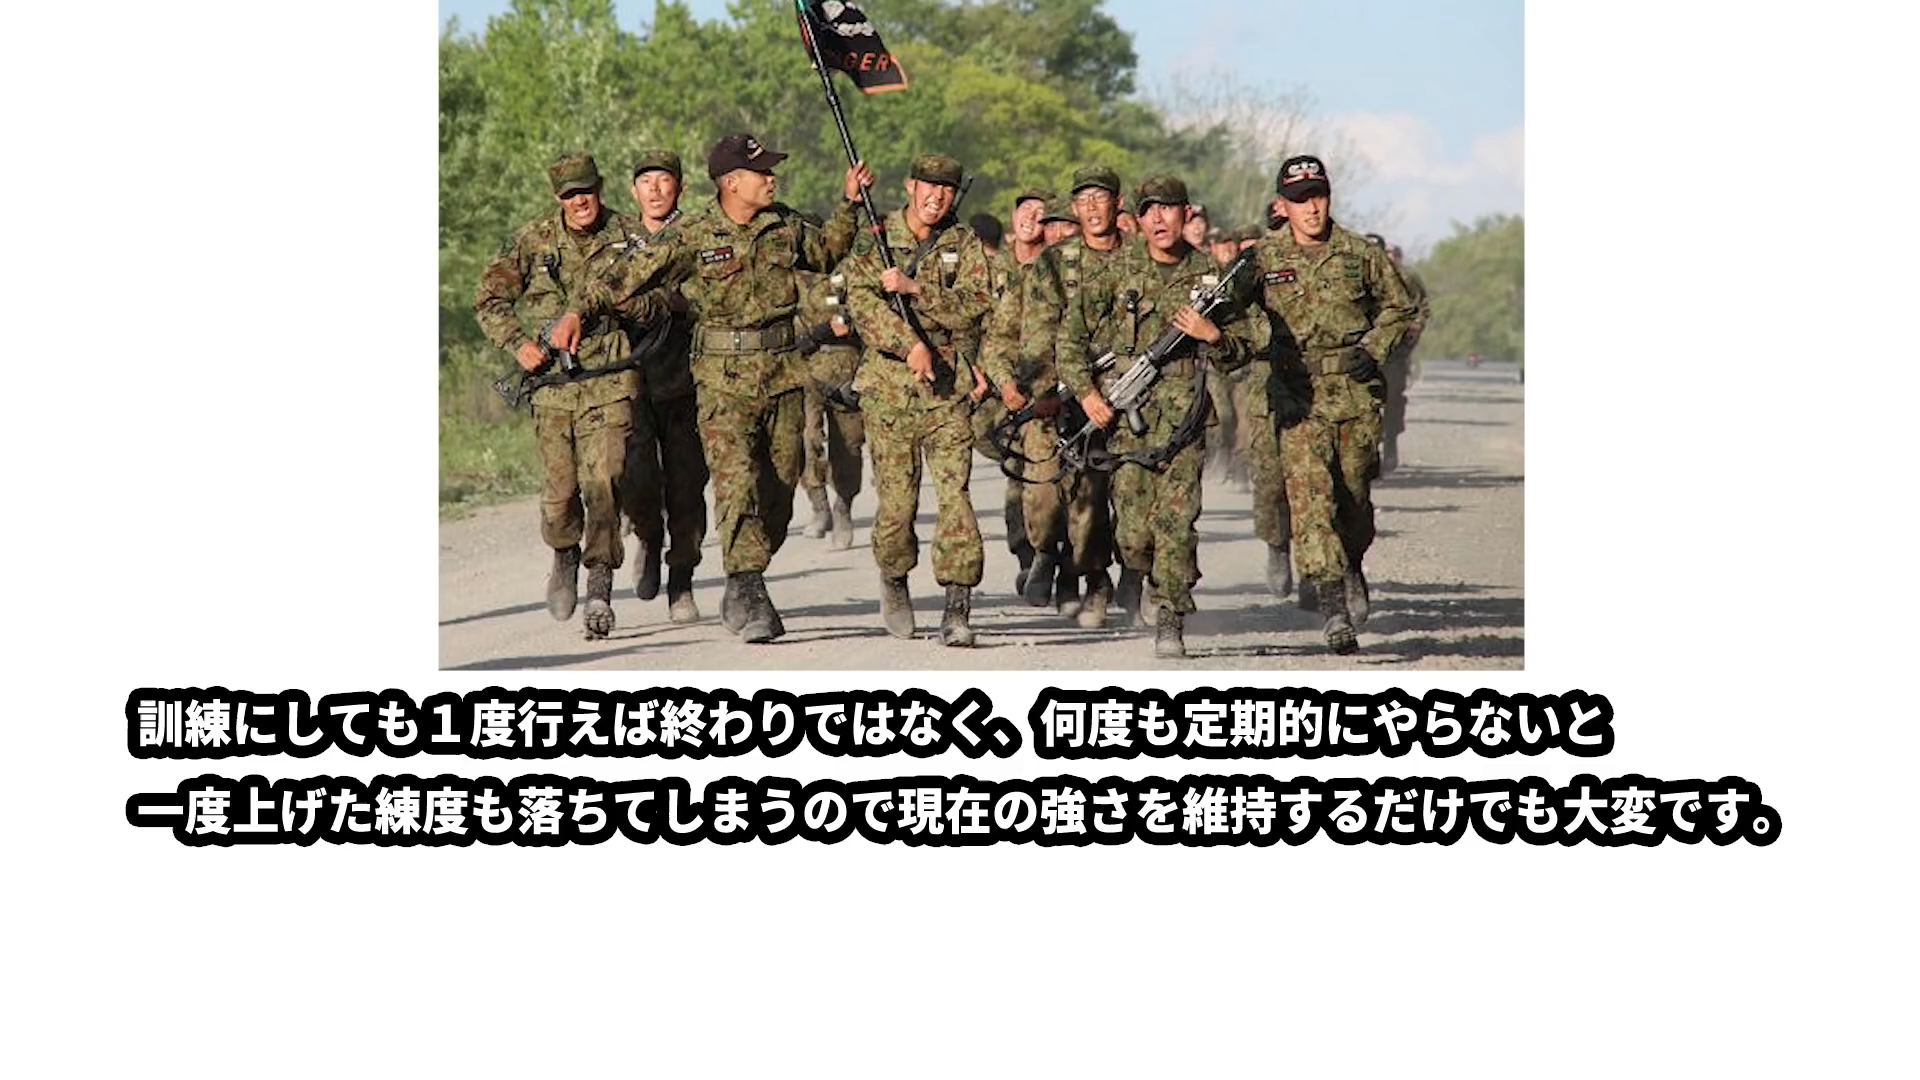 GER
訓練にしても１度行えば終わりではなく、何度も定期的にやらないと
一度上げた練度も落ちてしまうので現在の強さを維持するだけでも大変です。